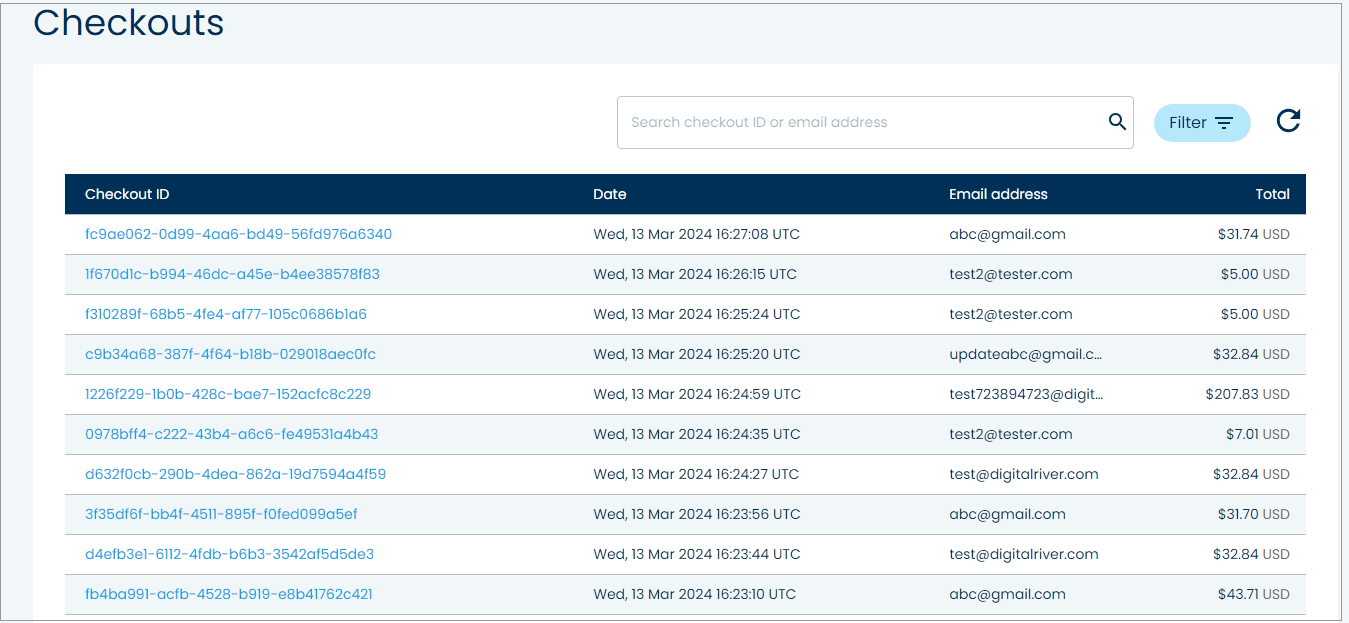 Checkouts
Search checkout ID or email address
Filter
Checkout ID Date Email address Total
fc9ae062-0d99-4aa6-bd49-56fd976a6340 Wed, 13 Mar 2024 16:27:08 UTC abc@gmail.com $31.74 USD
1f670d1c-b994-46dc-a45e-b4ee38578f83 Wed, 13 Mar 2024 16:26:15 UTC test2@tester.com $5.00 USD
f310289f-68b5-4fe4-af77-105c0686b1a6 Wed, 13 Mar 2024 16:25:24 UTC test2@tester.com $5.00 USD
c9b34a68-387f-4f64-b18b-029018aec0fc Wed, 13 Mar 2024 16:25:20 UTC updateabc@gmail.c... $32.84 USD
1226f229-1b0b-428c-bae7-152acfc8c229 Wed, 13 Mar 2024 16:24:59 UTC test723894723@digit... $207.83 USD
0978bff4-c222-43b4-a6c6-fe49531a4b43 Wed, 13 Mar 2024 16:24:35 UTC test2@tester.com $7.01 USD
d632f0cb-290b-4dea-862a-19d7594a4f59 Wed, 13 Mar 2024 16:24:27 UTC test@digitalriver.com $32.84 USD
3f35df6f-bb4f-4511-895f-f0fed099a5ef Wed, 13 Mar 2024 16:23:56 UTC abc@gmail.com $31.70 USD
d4efb3e1-6112-4fdb-b6b3-3542af5d5de3 Wed, 13 Mar 2024 16:23:44 UTC test@digitalriver.com $32.84 USD
fb4ba991-acfb-4528-b919-e8b41762c421 Wed, 13 Mar 2024 16:23:10 UTC abc@gmail.com $43.71 USD